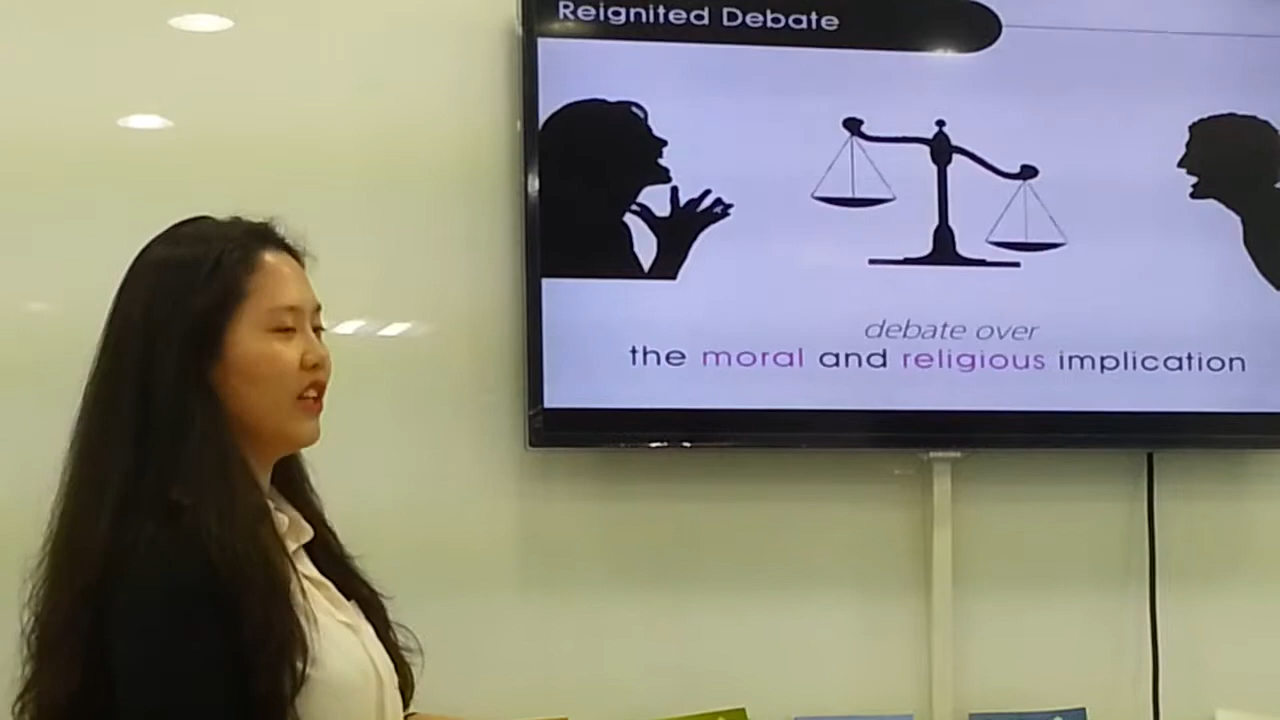 Reignited Debate
debate over
the moral and religious implication